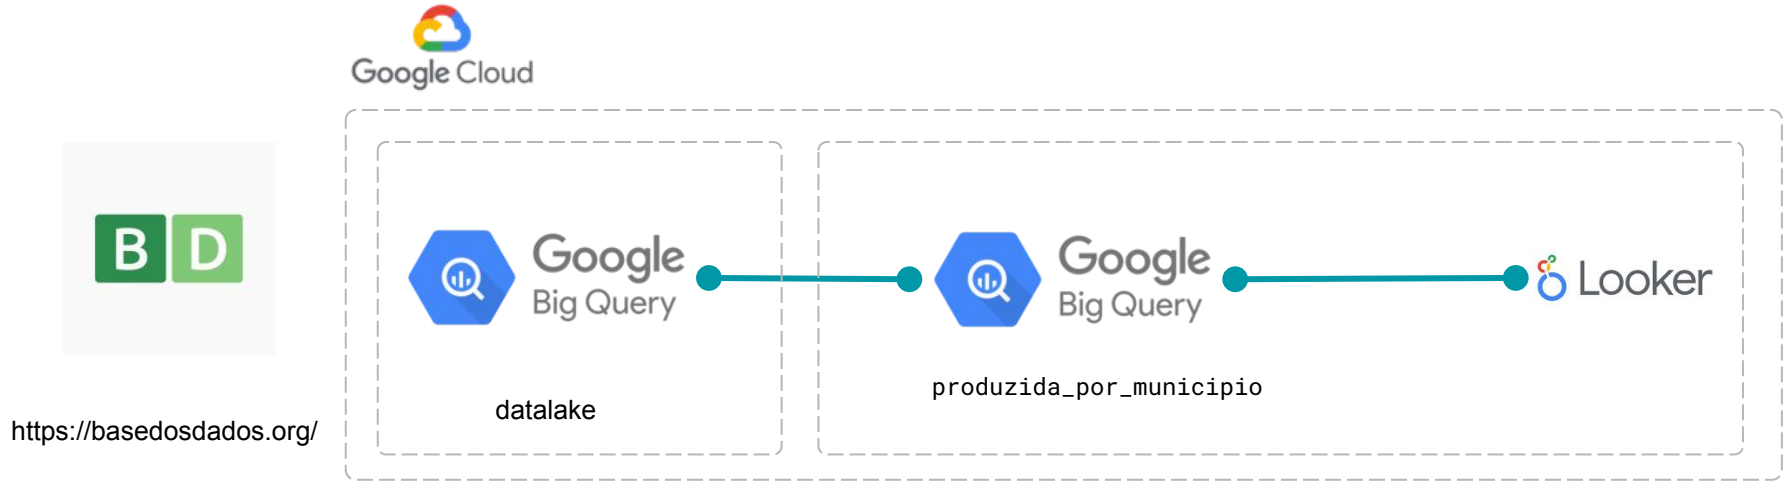 Google Cloud
B D
https://basedosdados.org/
Google
Big Query
datalake
Google
Big Query
produzida_por_municipio
Looker